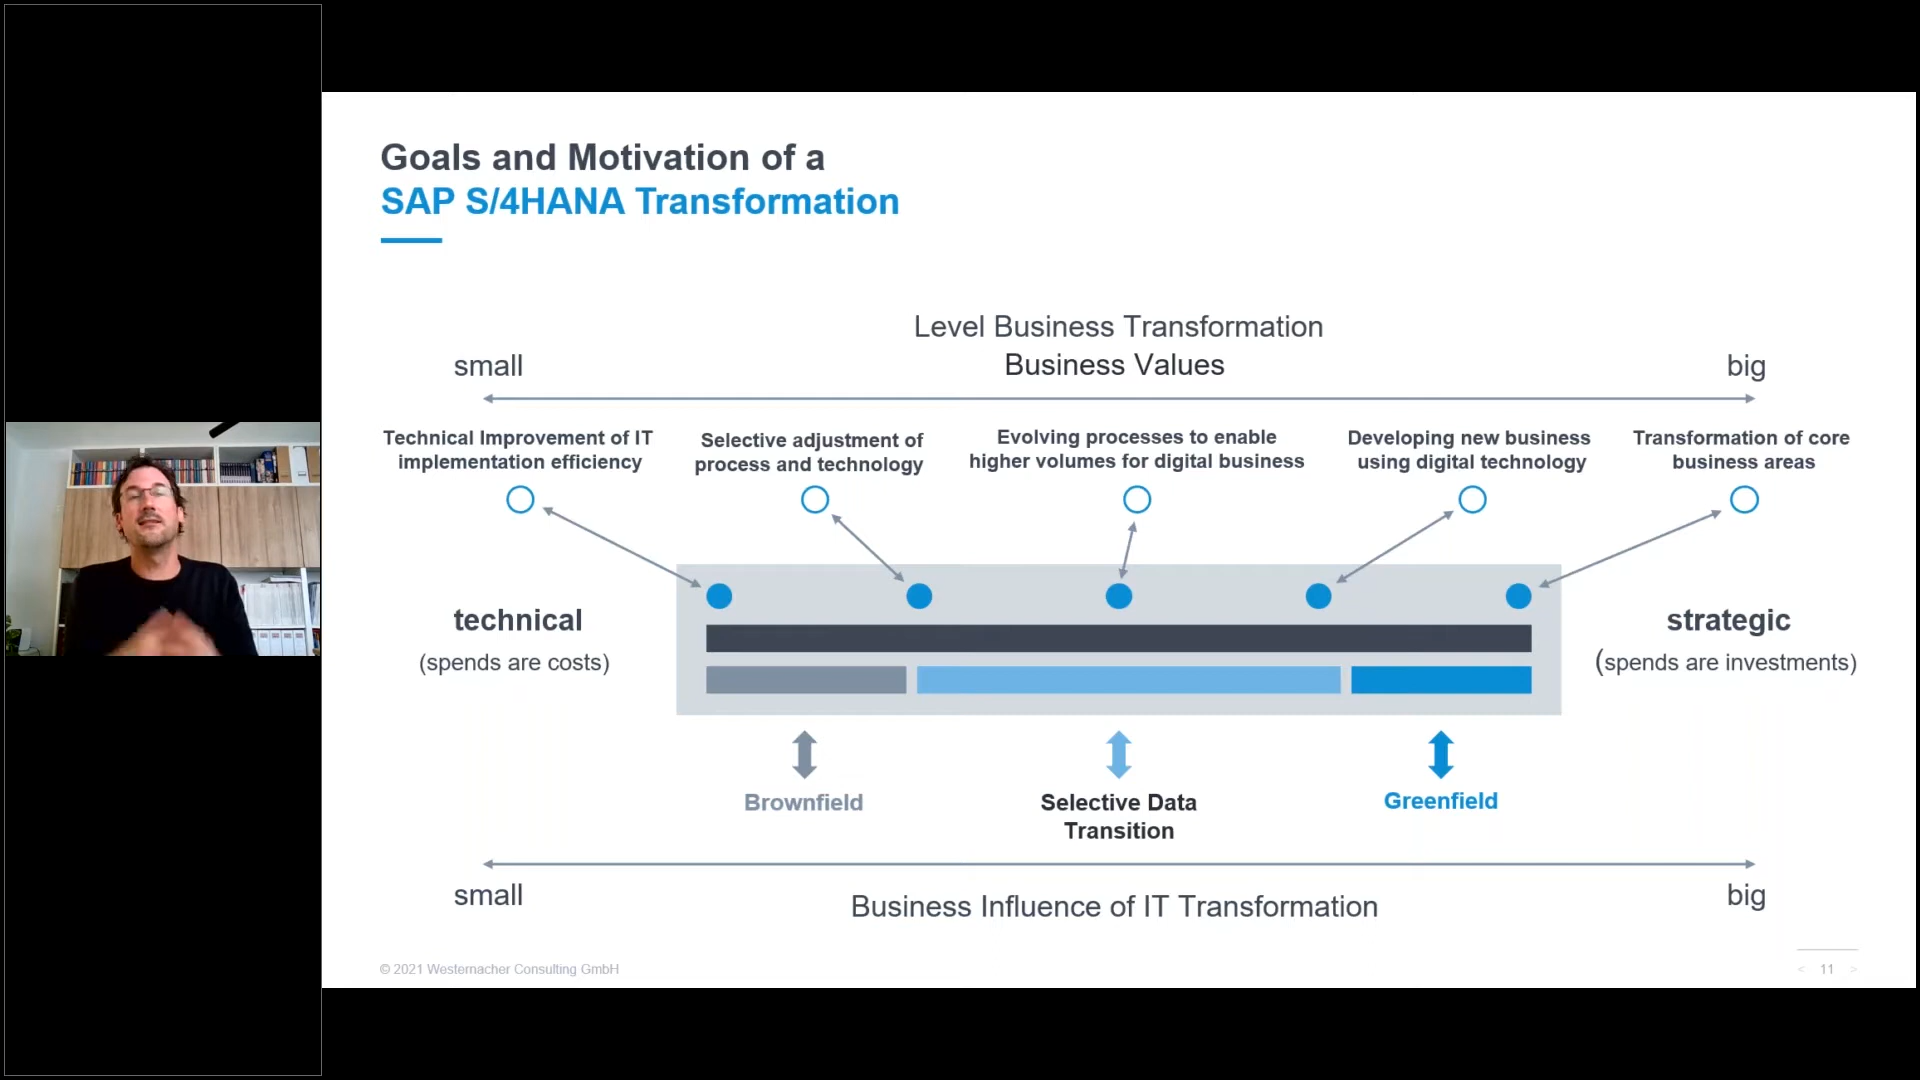 Goals and Motivation of a
SAP S/4HANA Transformation
Level Business Transformation
Business Values
small
big
Technical Improvement of IT
implementation efficiency
Selective adjustment of
process and technology
Evolving processes to enable
higher volumes for digital business
Developing new business
using digital technology
Transformation of core
business areas
technical
(spends are costs)
strategic
(spends are investments)
Brownfield
Selective Data
Transition
Greenfield
small
Business Influence of IT Transformation
big
© 2021 Westernacher Consulting GmbH
< 11 >